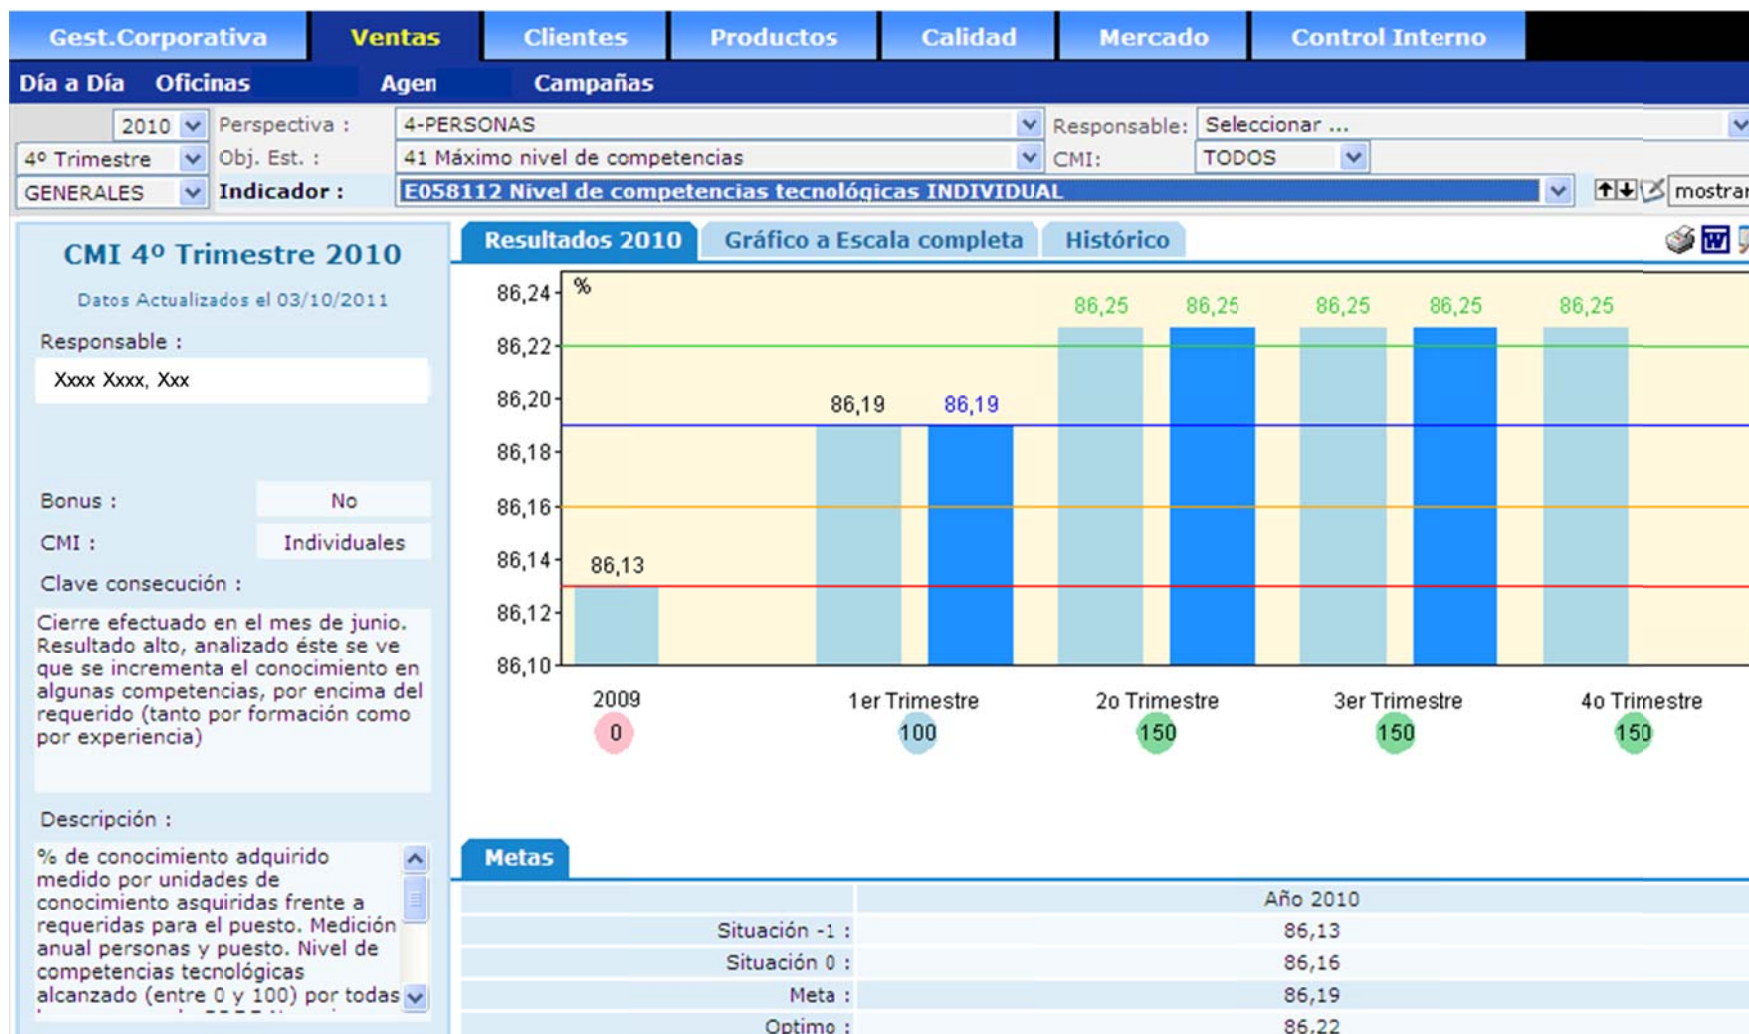 Gest.Corporativa Ventas Clientes Productos Calidad Mercado Control Interno
Día a Día Oficinas Agen Campañas
2010 Perspectiva : 4-PERSONAS Responsable: Seleccionar ...
4º Trimestre Obj. Est. : 41 Máximo nivel de competencias CMI: TODOS
GENERALES Indicador : E058112 Nivel de competencias tecnológicas INDIVIDUAL mostrar
CMI 4º Trimestre 2010
Datos Actualizados el 03/10/2011
Responsable :
Xxxx Xxxx, Xxx
Bonus : No
CMI : Individuales
Clave consecución :
Cierre efectuado en el mes de junio.
Resultado alto, analizado éste se ve
que se incrementa el conocimiento en
algunas competencias, por encima del
requerido (tanto por formación como
por experiencia)
Descripción :
% de conocimiento adquirido
medido por unidades de
conocimiento asquiridas frente a
requeridas para el puesto. Medición
anual personas y puesto. Nivel de
competencias tecnológicas
alcanzado (entre 0 y 100) por todas
Resultados 2010 Gráfico a Escala completa Histórico
W
%
86,24
86,22
86,20
86,18
86,16
86,14
86,12
86,10
86,13
86,19 86,19
86,25 86,25 86,25 86,25 86,25
2009 1er Trimestre 2o Trimestre 3er Trimestre 4o Trimestre
0 100 150 150 150
Metas
Año 2010
Situación -1 : 86,13
Situación 0 : 86,16
Meta : 86,19
Optimo : 86,22